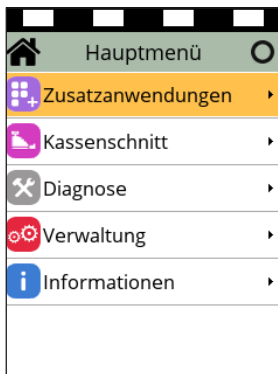 Hauptmenü
Zusatzanwendungen
Kassenschnitt
Diagnose
Verwaltung
Informationen